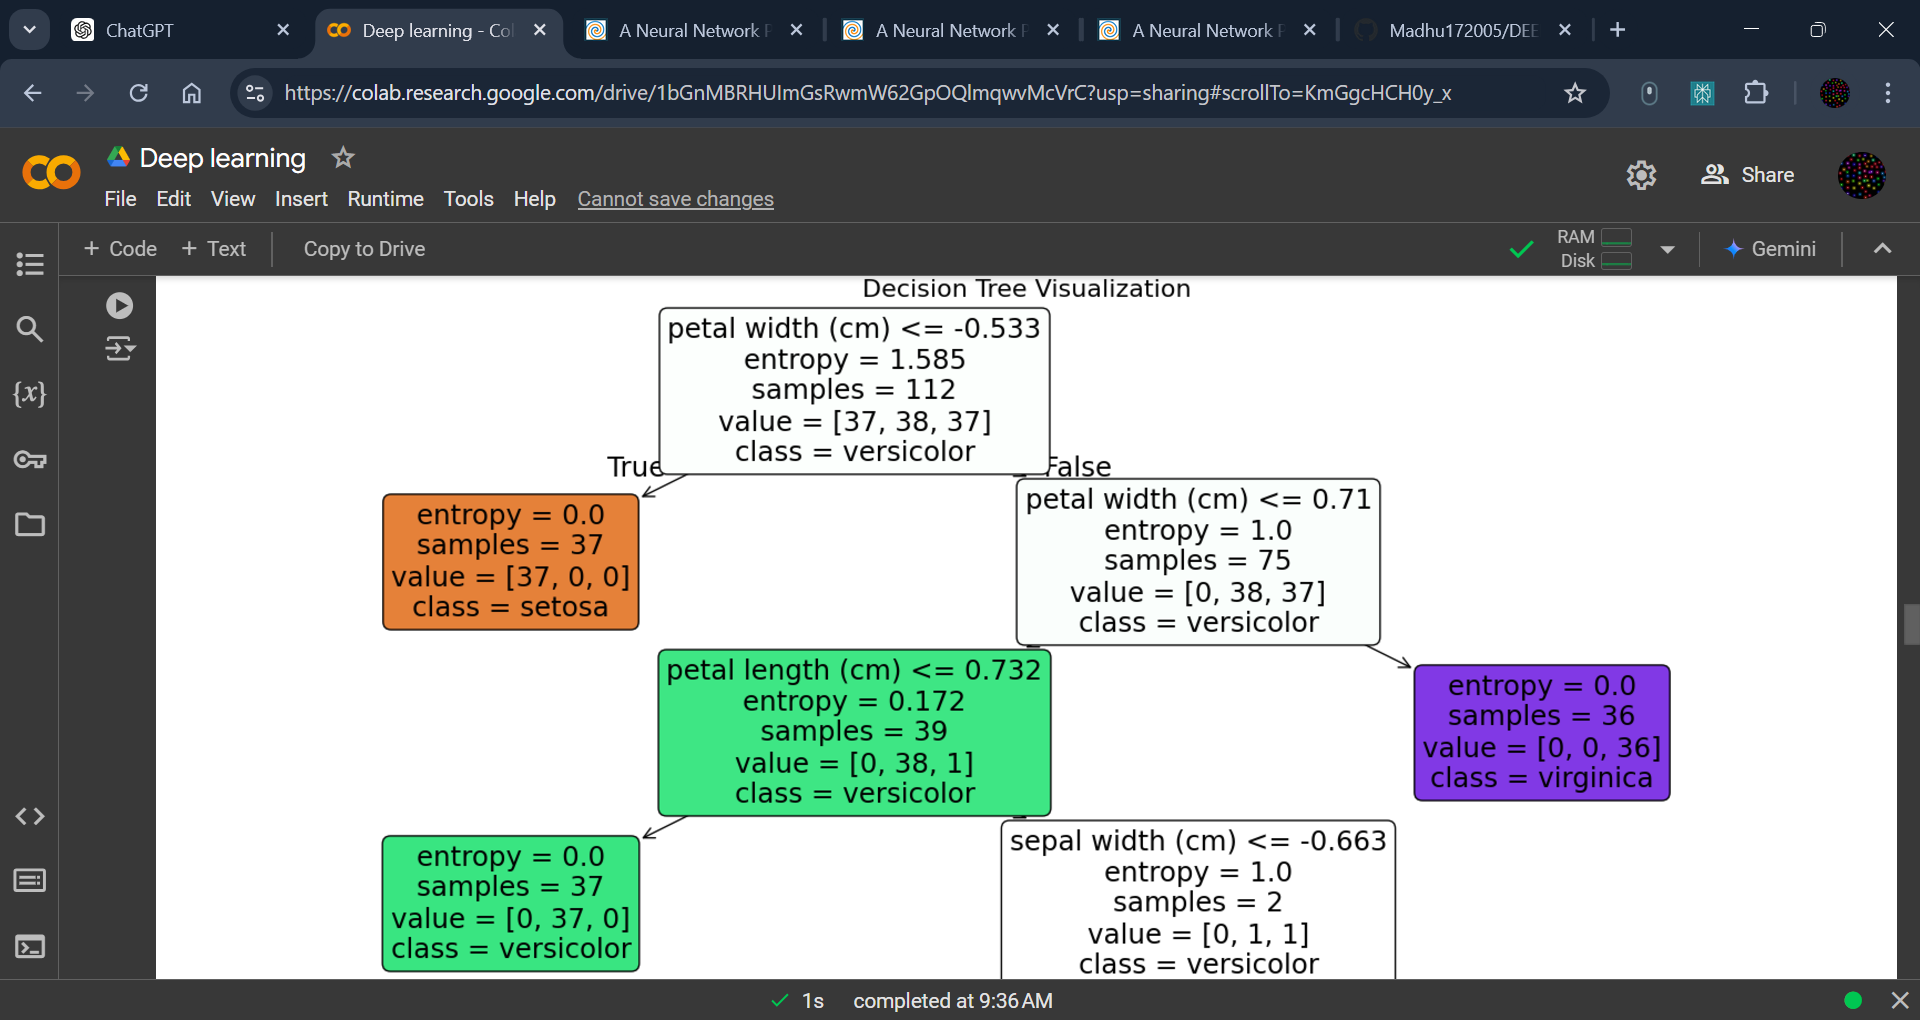 ChatGPT
Deep learning - Co
A Neural Network P
A Neural Network P
A Neural Network P
Madhu172005/DEE
https://colab.research.google.com/drive/1bGnMBRHUImGsRwmW62GpOQlmqwvMcVrC?usp=sharing#scrollTo=KmGgcHCH0y_x
Deep learning
Share
File Edit View Insert Runtime Tools Help Cannot save changes
+ Code + Text Copy to Drive
RAM
Disk
Gemini
{x}
Decision Tree Visualization
petal width (cm) <= -0.533
entropy = 1.585
samples = 112
value = [37, 38, 37]
class = versicolor
True
False
entropy = 0.0
samples = 37
value = [37, 0, 0]
class = setosa
petal width (cm) <= 0.71
entropy = 1.0
samples = 75
value = [0, 38, 37]
class = versicolor
petal length (cm) <= 0.732
entropy = 0.172
samples = 39
value = [0, 38, 1]
class = versicolor
entropy = 0.0
samples = 36
value = [0, 0, 36]
class = virginica
entropy = 0.0
samples = 37
value = [0, 37, 0]
class = versicolor
sepal width (cm) <= -0.663
entropy = 1.0
samples = 2
value = [0, 1, 1]
class = versicolor
1s completed at 9:36 AM